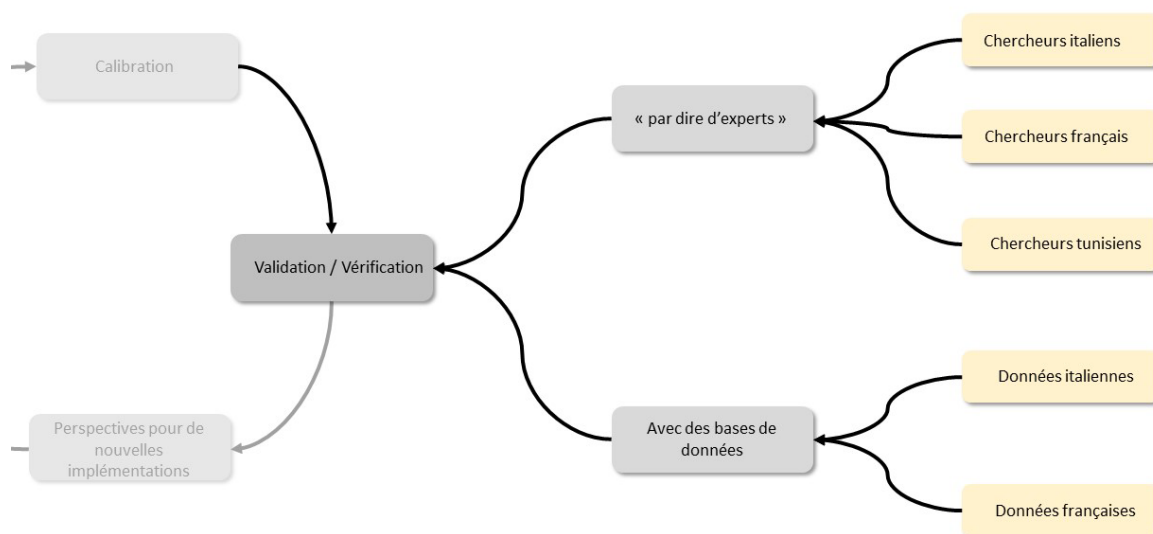 Calibration
Validation / Vérification
Perspectives pour de
nouvelles
implémentations
« par dire d’experts »
Avec des bases de
données
Chercheurs italiens
Chercheurs français
Chercheurs tunisiens
Données italiennes
Données françaises